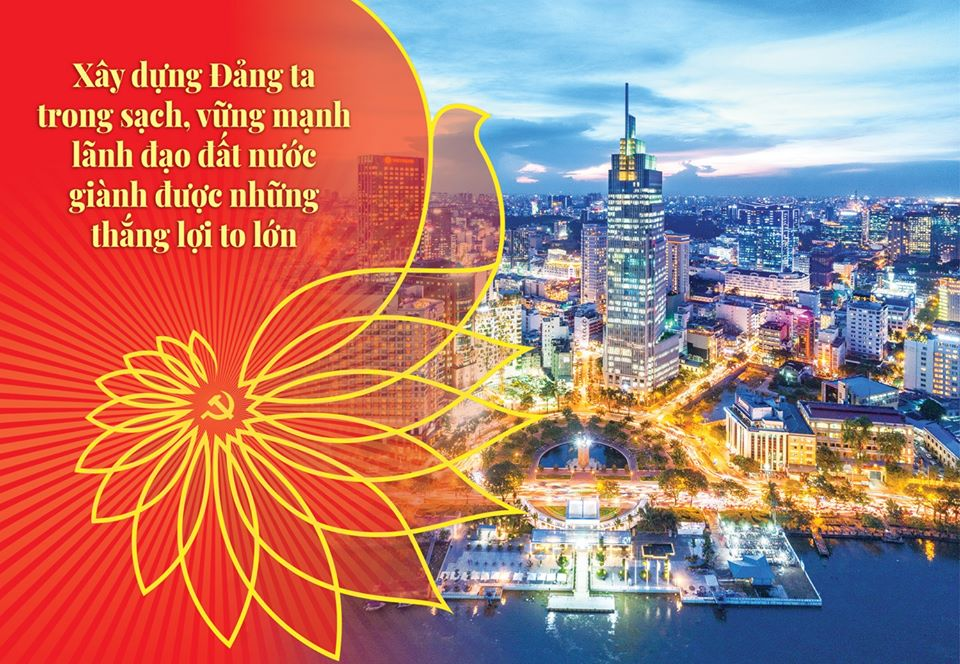 Xây dựng Đảng ta
trong sạch, vững mạnh
lãnh đạo đất nước
giành được những
thắng lợi to lớn